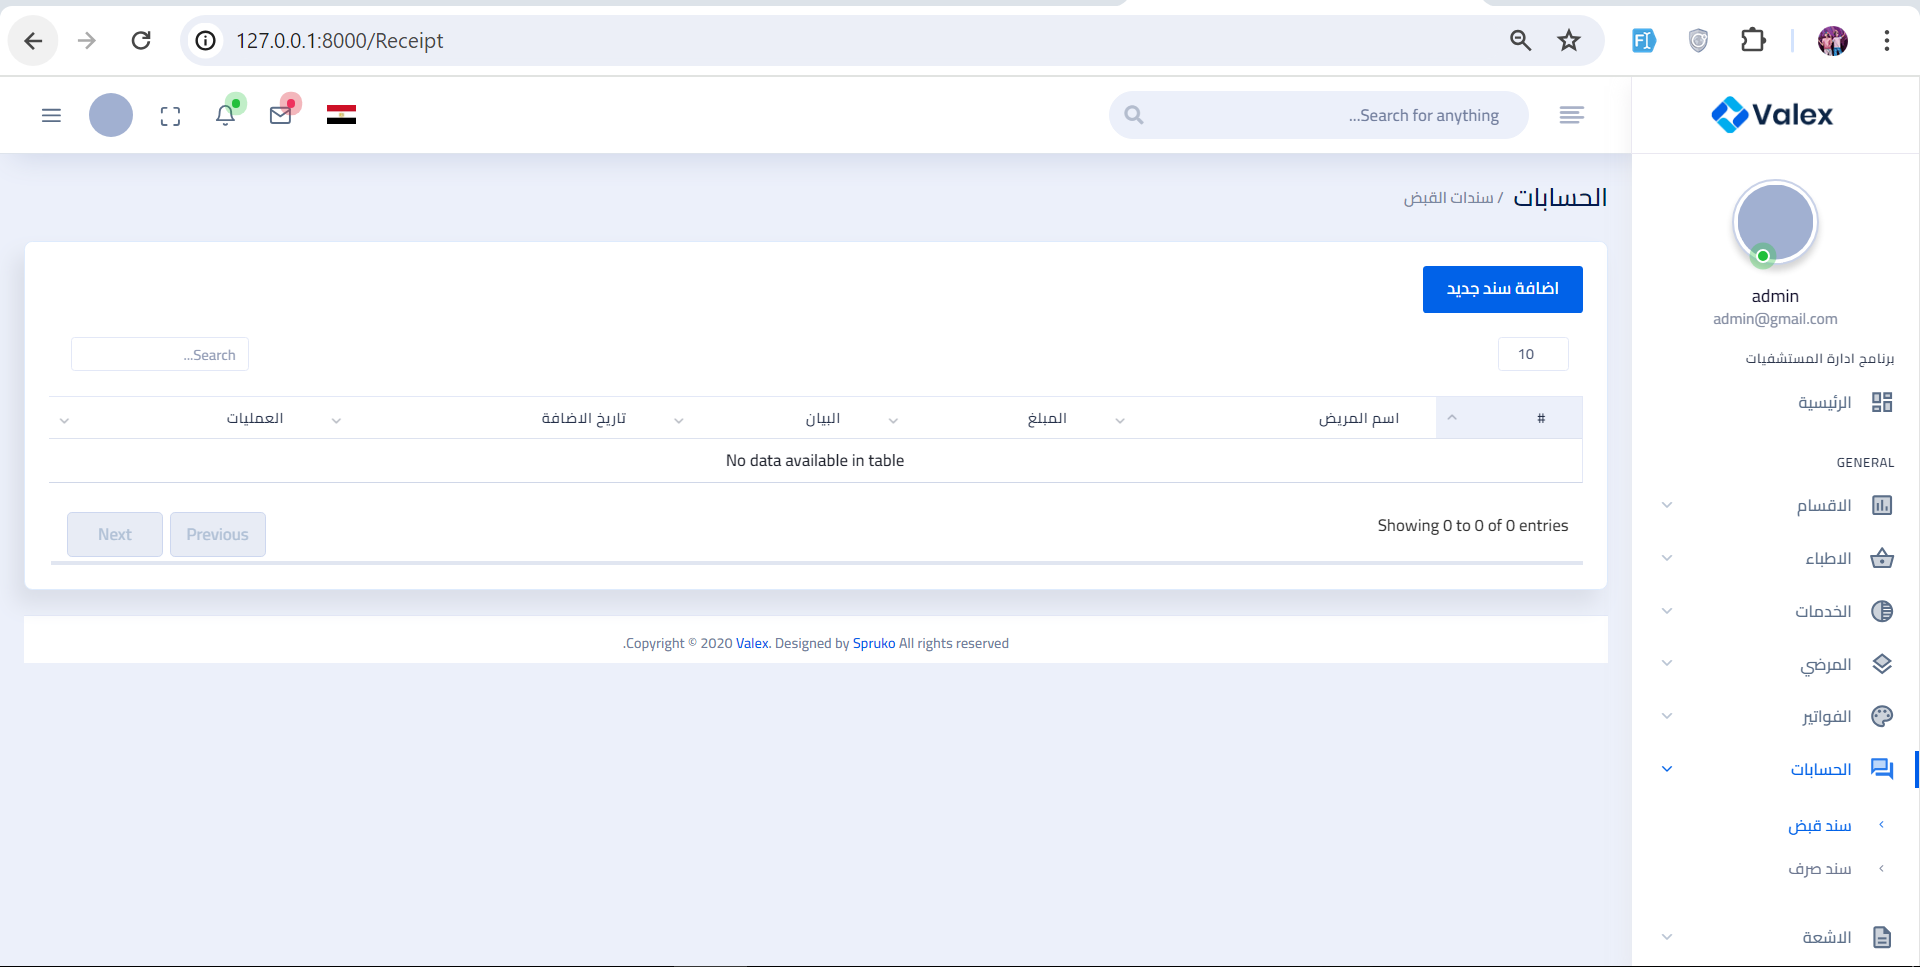 127.0.0.1:8000/Receipt
Search for anything...
Valex
الحسابات / سندات القبض
admin
admin@gmail.com
برنامج ادارة المستشفيات
الرئيسية
GENERAL
الاقسام
الاطباء
الخدمات
المرضي
الفواتير
الحسابات
سند قبض
سند صرف
الاشعة
اضافة سند جديد
10
Search...
# اسم المريض المبلغ البيان تاريخ الاضافة العمليات
No data available in table
Showing 0 to 0 of 0 entries
Previous
Next
Copyright © 2020 Valex. Designed by Spruko All rights reserved.